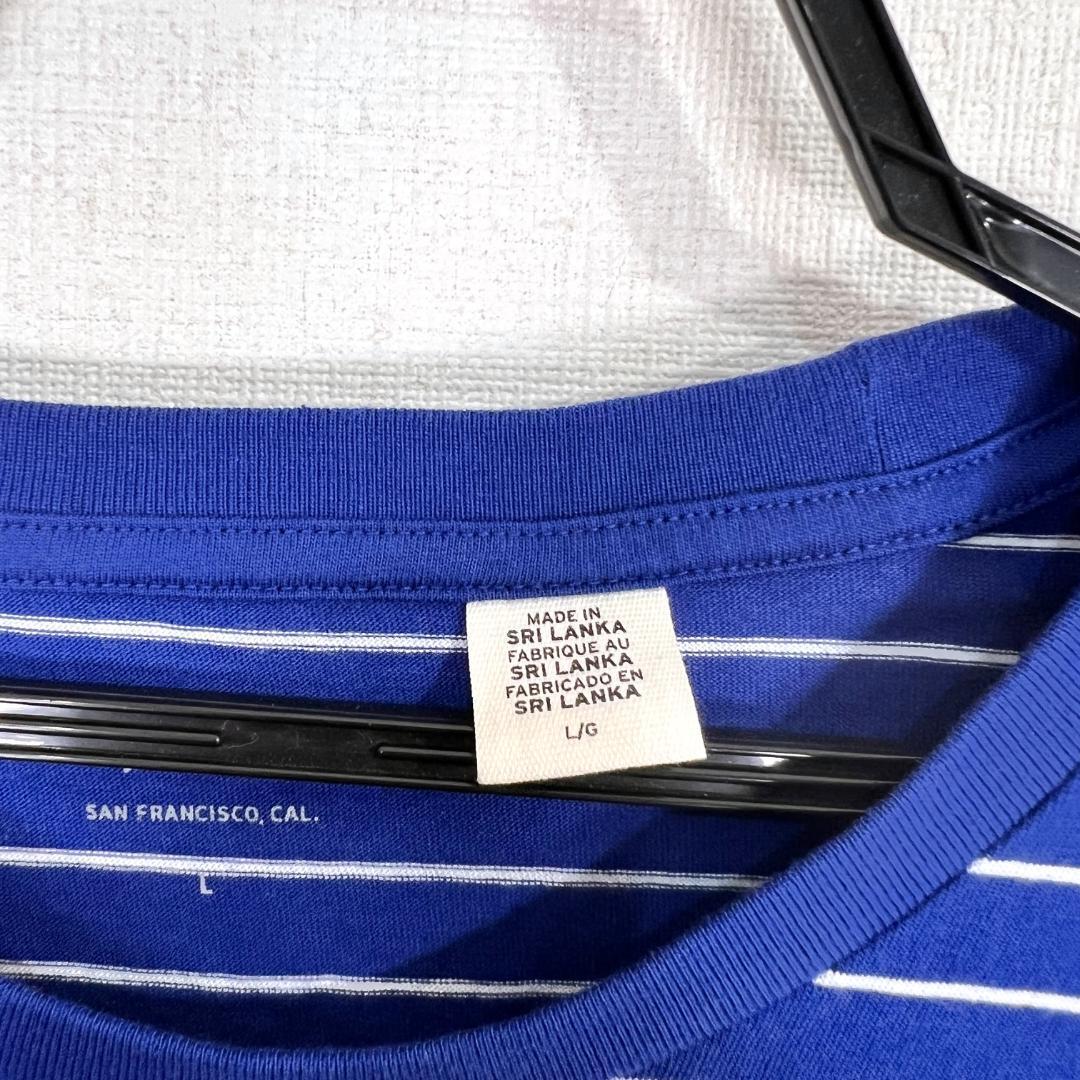 MADE IN
SRI LANKA
FABRIQUE AU
SRI LANKA
FABRICADO EN
SRI LANKA
L/G
SAN FRANCISCO, CAL.
L